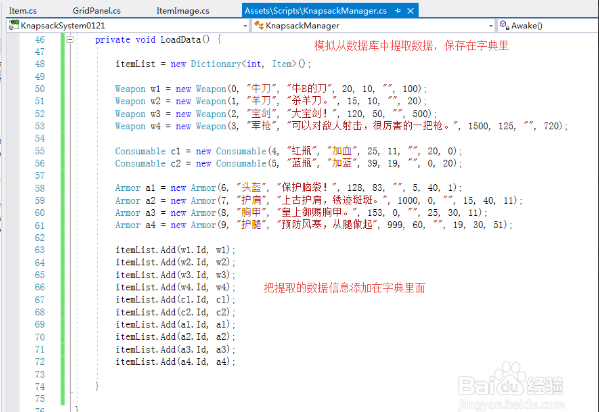 Item.cs GridPanel.cs ItemImage.cs Assets\Scripts\KnapsackManager.cs
KnapsackSystem0121 KnapsackManager Awake()
46 private void LoadData() {
47 模拟从数据库中提取数据，保存在字典里
48 itemList = new Dictionary<int, Item>();
49
50 Weapon w1 = new Weapon(0, "牛刀", "牛B的刀", 20, 10, "", 100);
51 Weapon w2 = new Weapon(1, "羊刀", "杀羊刀。", 15, 10, "", 20);
52 Weapon w3 = new Weapon(2, "宝剑", "大宝剑！", 120, 50, "", 500);
53 Weapon w4 = new Weapon(3, "军枪", "可以对敌人射击，很厉害的一把枪。", 1500, 125, "", 720);
54
55 Consumable c1 = new Consumable(4, "红瓶", "加血", 25, 11, "", 20, 0);
56 Consumable c2 = new Consumable(5, "蓝瓶", "加蓝", 39, 19, "", 0, 20);
57
58 Armor a1 = new Armor(6, "头盔", "保护脑袋！", 128, 83, "", 5, 40, 1);
59 Armor a2 = new Armor(7, "护肩", "上古护肩，锈迹斑斑。", 1000, 0, "", 15, 40, 11);
60 Armor a3 = new Armor(8, "胸甲", "皇上御赐胸甲。", 153, 0, "", 25, 30, 11);
61 Armor a4 = new Armor(9, "护腿", "预防风寒，从腿做起", 999, 60, "", 19, 30, 51);
62
63 itemList.Add(w1.Id, w1);
64 itemList.Add(w2.Id, w2);
65 itemList.Add(w3.Id, w3);
66 itemList.Add(w4.Id, w4);
67 itemList.Add(c1.Id, c1); 把提取的数据信息添加在字典里面
68 itemList.Add(c2.Id, c2);
69 itemList.Add(a1.Id, a1);
70 itemList.Add(a2.Id, a2);
71 itemList.Add(a3.Id, a3);
72 itemList.Add(a4.Id, a4);
73
74 }
75
76 }
Baidu 经验
jingyan.baidu.com